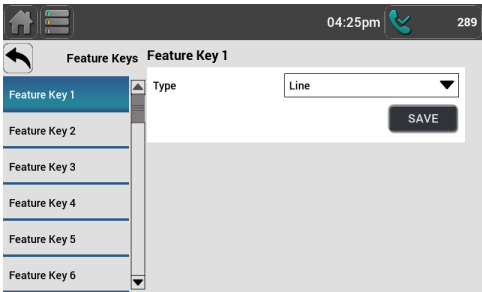 04:25pm 289
Feature Keys
Feature Key 1
Feature Key 2
Feature Key 3
Feature Key 4
Feature Key 5
Feature Key 6
Feature Key 1
Type Line
SAVE